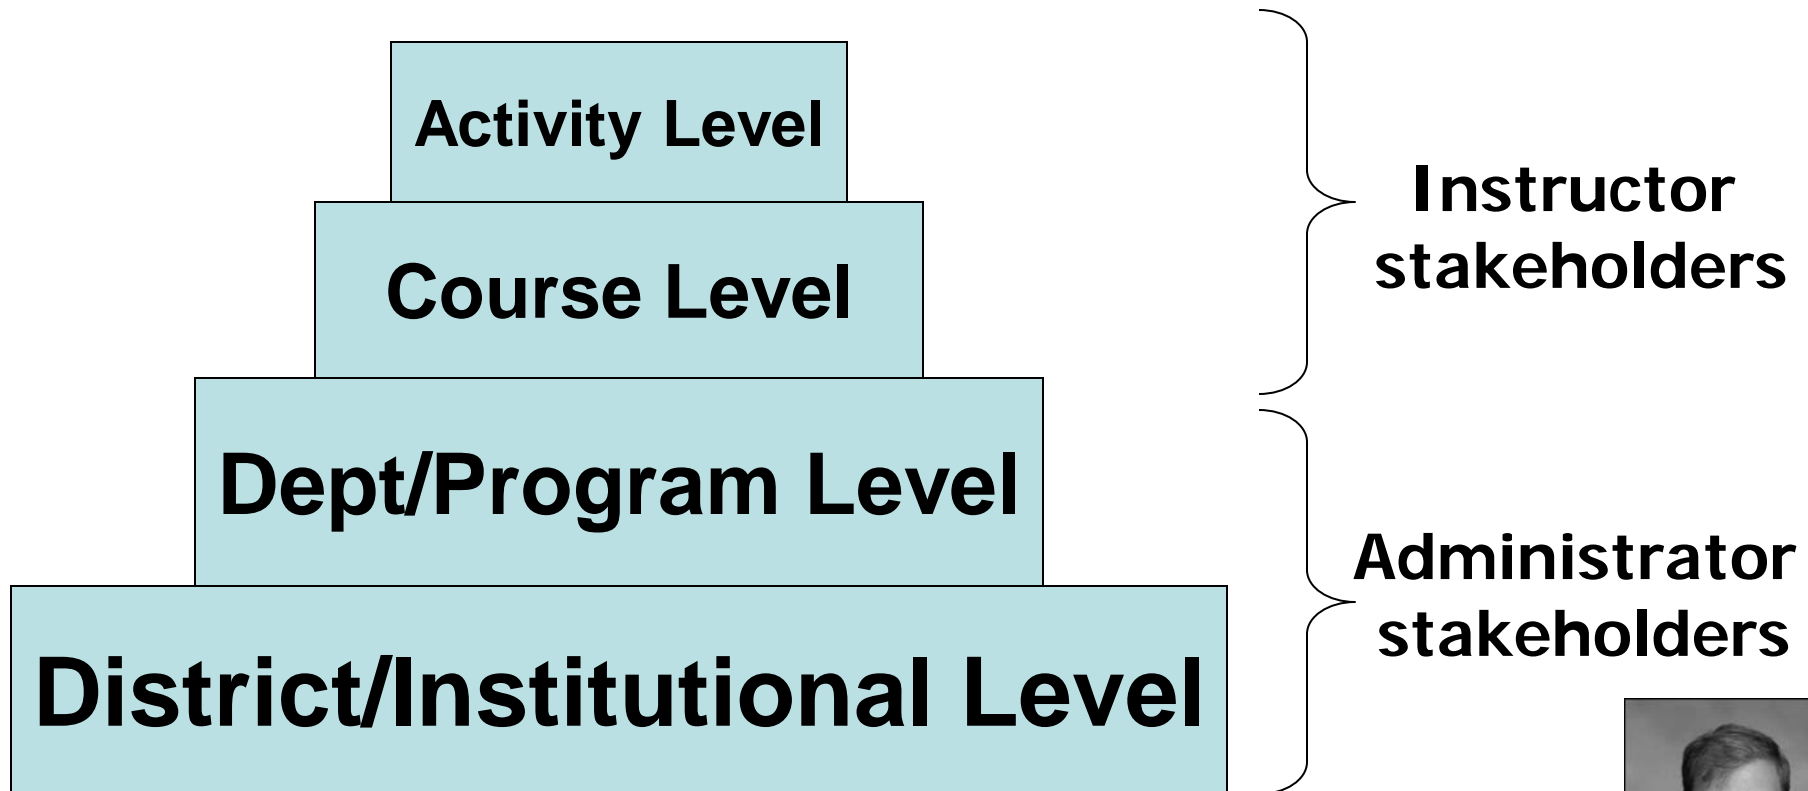 Activity Level
Course Level
Dept/Program Level
District/Institutional Level
Instructor
stakeholders
Administrator
stakeholders